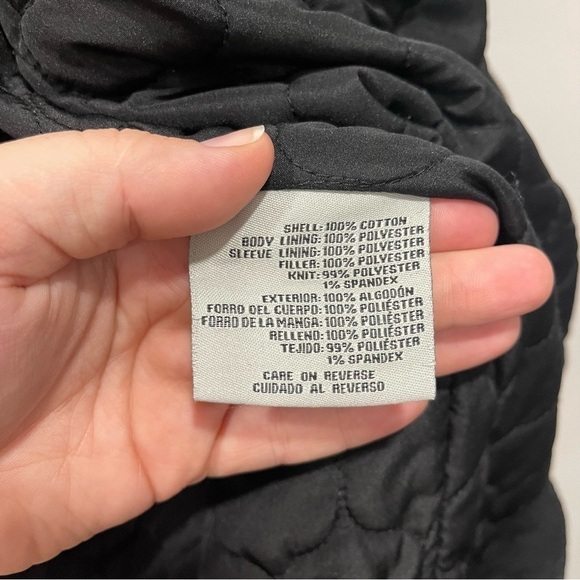 SHELL: 100% COTTON
BODY LINING: 100% POLYESTER
SLEEVE LINING: 100% POLYESTER
FILLER: 100% POLYESTER
KNIT: 99% POLYESTER
1% SPANDEX
EXTERIOR: 100% ALGODÓN
FORRO DEL CUERPO: 100% POLIÉSTER
FORRO DE LA MANGA: 100% POLIÉSTER
RELLENO: 100% POLIÉSTER
TEJIDO: 99% POLIÉSTER
1% SPANDEX
CARE ON REVERSE
CUIDADO AL REVERSO